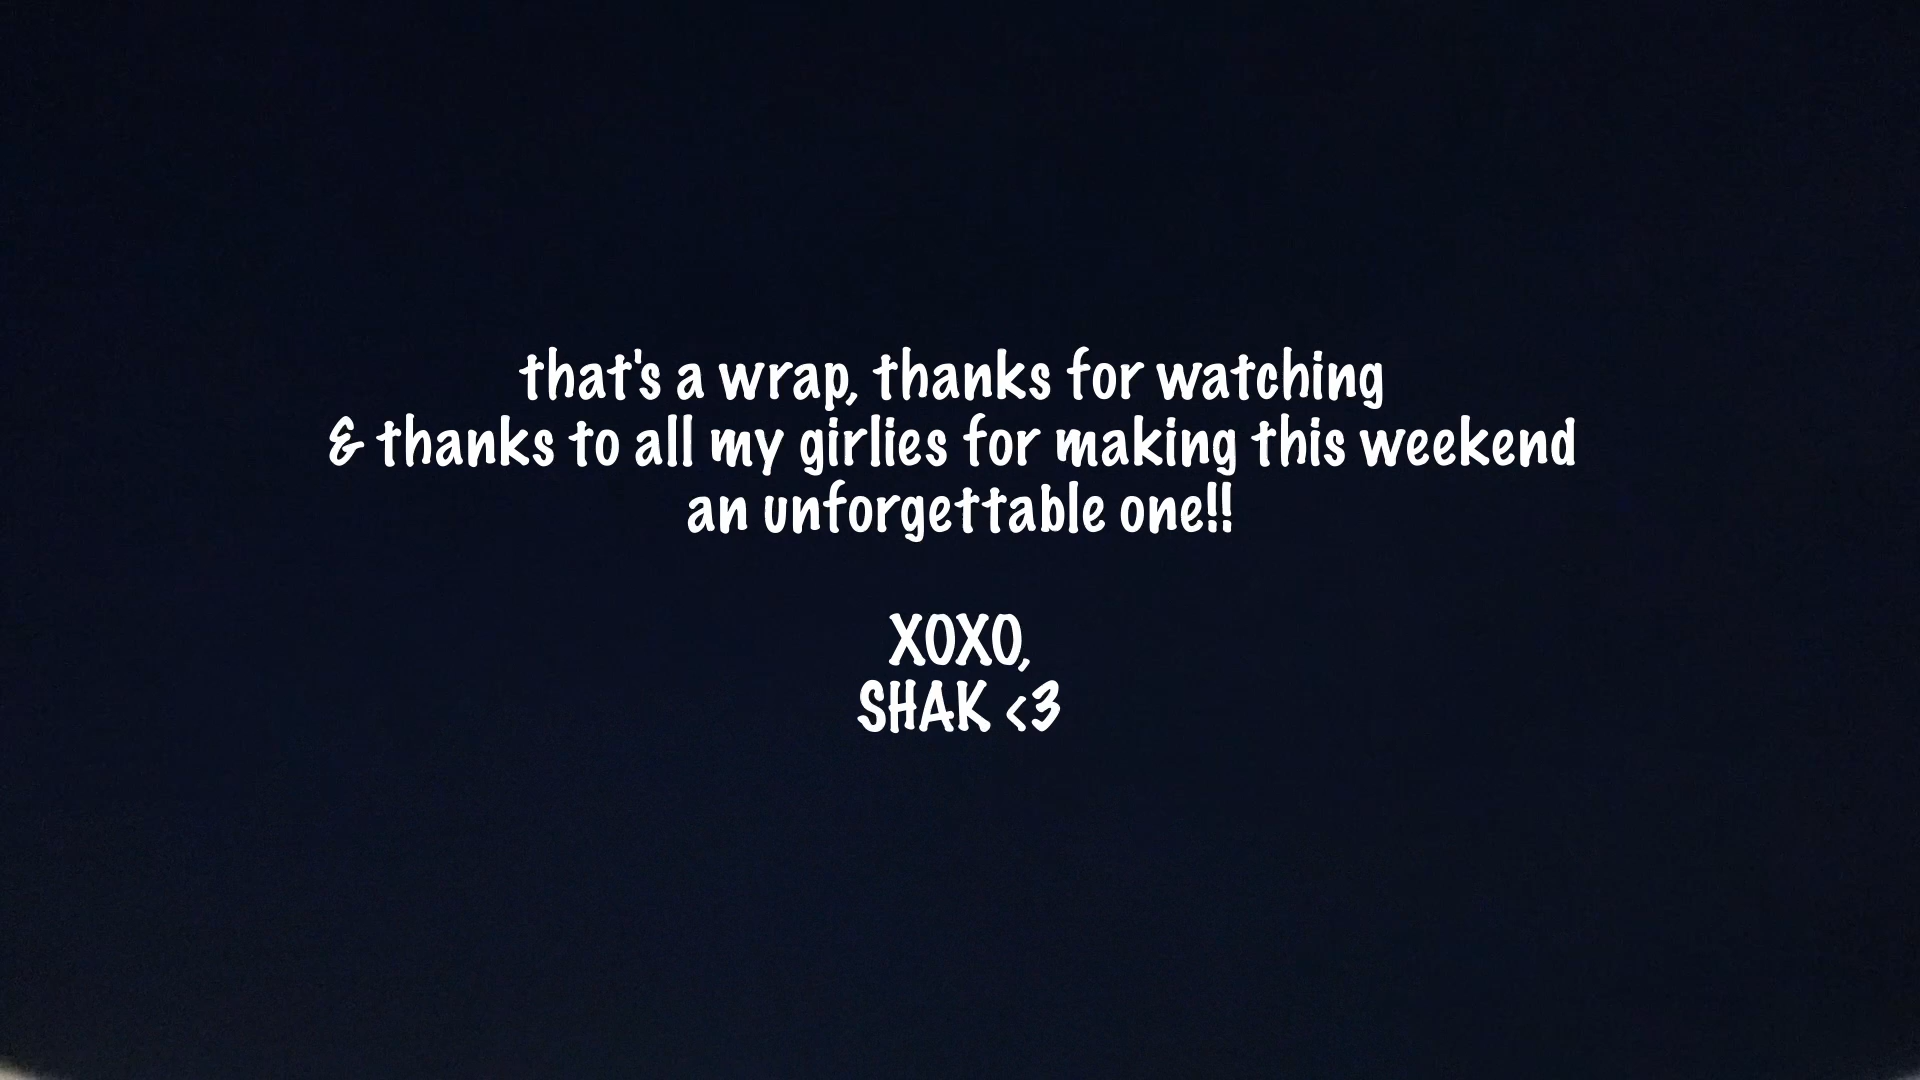 that's a wrap, thanks for watching
& thanks to all my girlies for making this weekend
an unforgettable one!!
XOXO,
SHAK <3